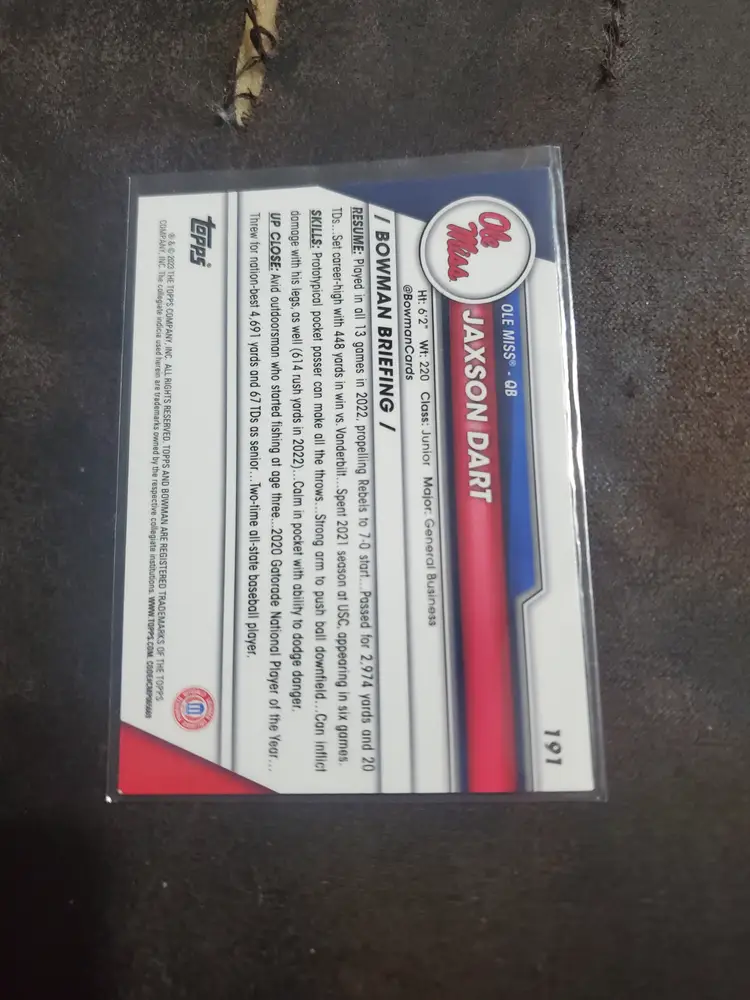 191
OLE MISS® - QB
JAXSON DART
Ole
Miss
Ht: 6'2" Wt: 220 Class: Junior Major: General Business
@BowmanCards
/ BOWMAN BRIEFING /
RESUME: Played in all 13 games in 2022, propelling Rebels to 7-0 start...Passed for 2,974 yards and 20
TDs...Set career-high with 448 yards in win vs. Vanderbilt...Spent 2021 season at USC, appearing in six games.
SKILLS: Prototypical pocket passer can make all the throws...Strong arm to push ball downfield...Can inflict
damage with his legs, as well (614 rush yards in 2022)...Calm in pocket with ability to dodge danger.
UP CLOSE: Avid outdoorsman who started fishing at age three...2020 Gatorade National Player of the Year...
Threw for nation-best 4,691 yards and 67 TDs as senior...Two-time all-state baseball player.
topps
® & © 2023 THE TOPPS COMPANY, INC. ALL RIGHTS RESERVED. TOPPS AND BOWMAN ARE REGISTERED TRADEMARKS OF THE TOPPS
COMPANY, INC. The collegiate indicia used herein are trademarks owned by the respective collegiate institutions. WWW.TOPPS.COM.